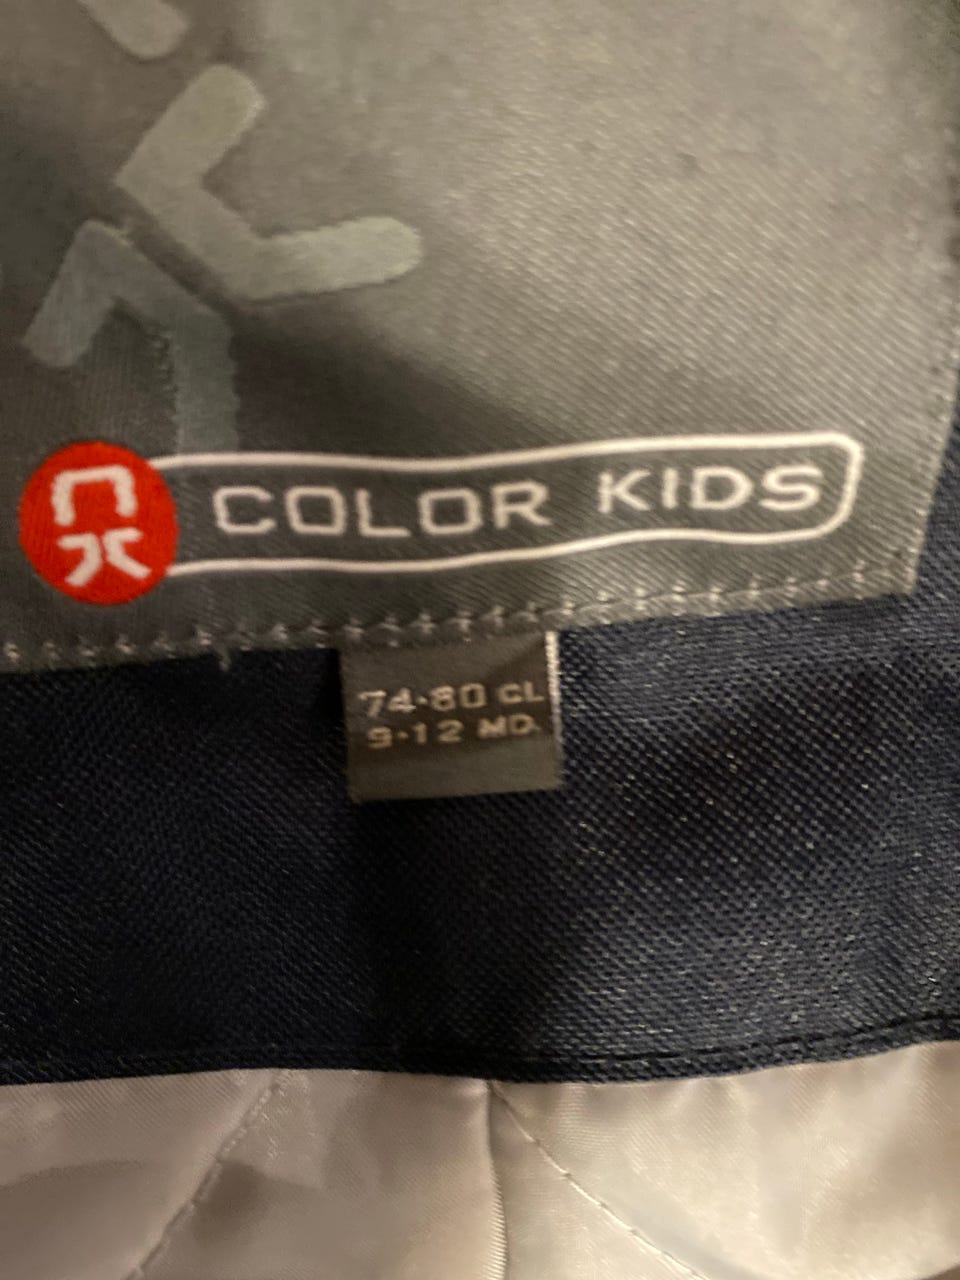 COLOR KIDS
74-80 CL
9-12 MD.